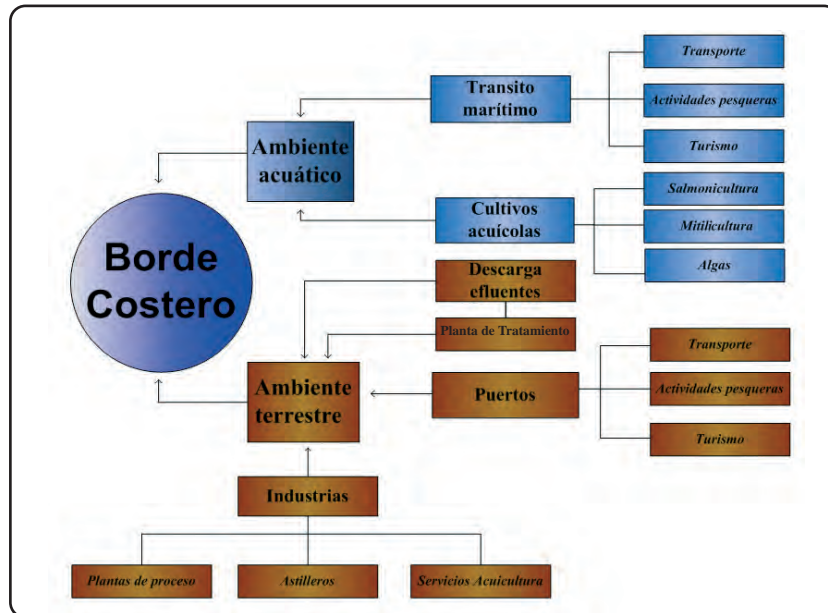 Transporte
Transito
marítimo
Actividades pesqueras
Turismo
Ambiente
acuático
Salmonicultura
Cultivos
acuícolas
Mitilicultura
Algas
Borde
Costero
Descarga
efluentes
Planta de Tratamiento
Transporte
Ambiente
terrestre
Puertos
Actividades pesqueras
Turismo
Industrias
Plantas de proceso
Astilleros
Servicios Acuicultura